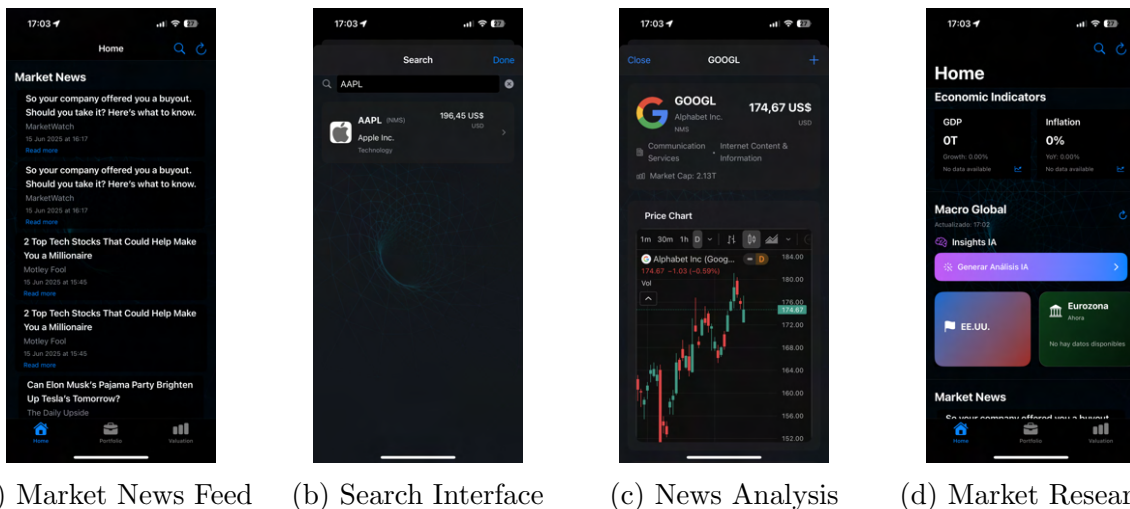 17:03
27
Home
Market News
So your company offered you a buyout.
Should you take it? Here's what to know.
MarketWatch
15 Jun 2025 at 16:17
Read more
So your company offered you a buyout.
Should you take it? Here's what to know.
MarketWatch
15 Jun 2025 at 16:17
Read more
2 Top Tech Stocks That Could Help Make
You a Millionaire
Motley Fool
15 Jun 2025 at 15:45
Read more
2 Top Tech Stocks That Could Help Make
You a Millionaire
Motley Fool
15 Jun 2025 at 15:45
Read more
Can Elon Musk's Pajama Party Brighten
Up Tesla's Tomorrow?
The Daily Upside
Home Portfolio Valuation
) Market News Feed
17:03
27
Search Done
AAPL
AAPL (NMS) 196,45 US$
USD
Apple Inc.
Technology
(b) Search Interface
17:03
27
Close GOOGL +
GOOGL 174,67 US$
Alphabet Inc. USD
NMS
Communication Services · Internet Content & Information
Market Cap: 2.13T
Price Chart
1m 30m 1h D
Alphabet Inc (Goog... D
174.67 −1.03 (−0.59%)
Vol
184.00
180.00
176.00
174.67
172.00
168.00
164.00
160.00
156.00
152.00
(c) News Analysis
17:03
27
Home
Economic Indicators
GDP Inflation
0T 0%
Growth: 0.00% YoY: 0.00%
No data available No data available
Macro Global
Actualizado: 17:02
Insights IA
Generar Análisis IA
EE.UU.
Eurozona
Ahora
No hay datos disponibles
Market News
So your company offered you a buyout
Home Portfolio Valuation
(d) Market Resear